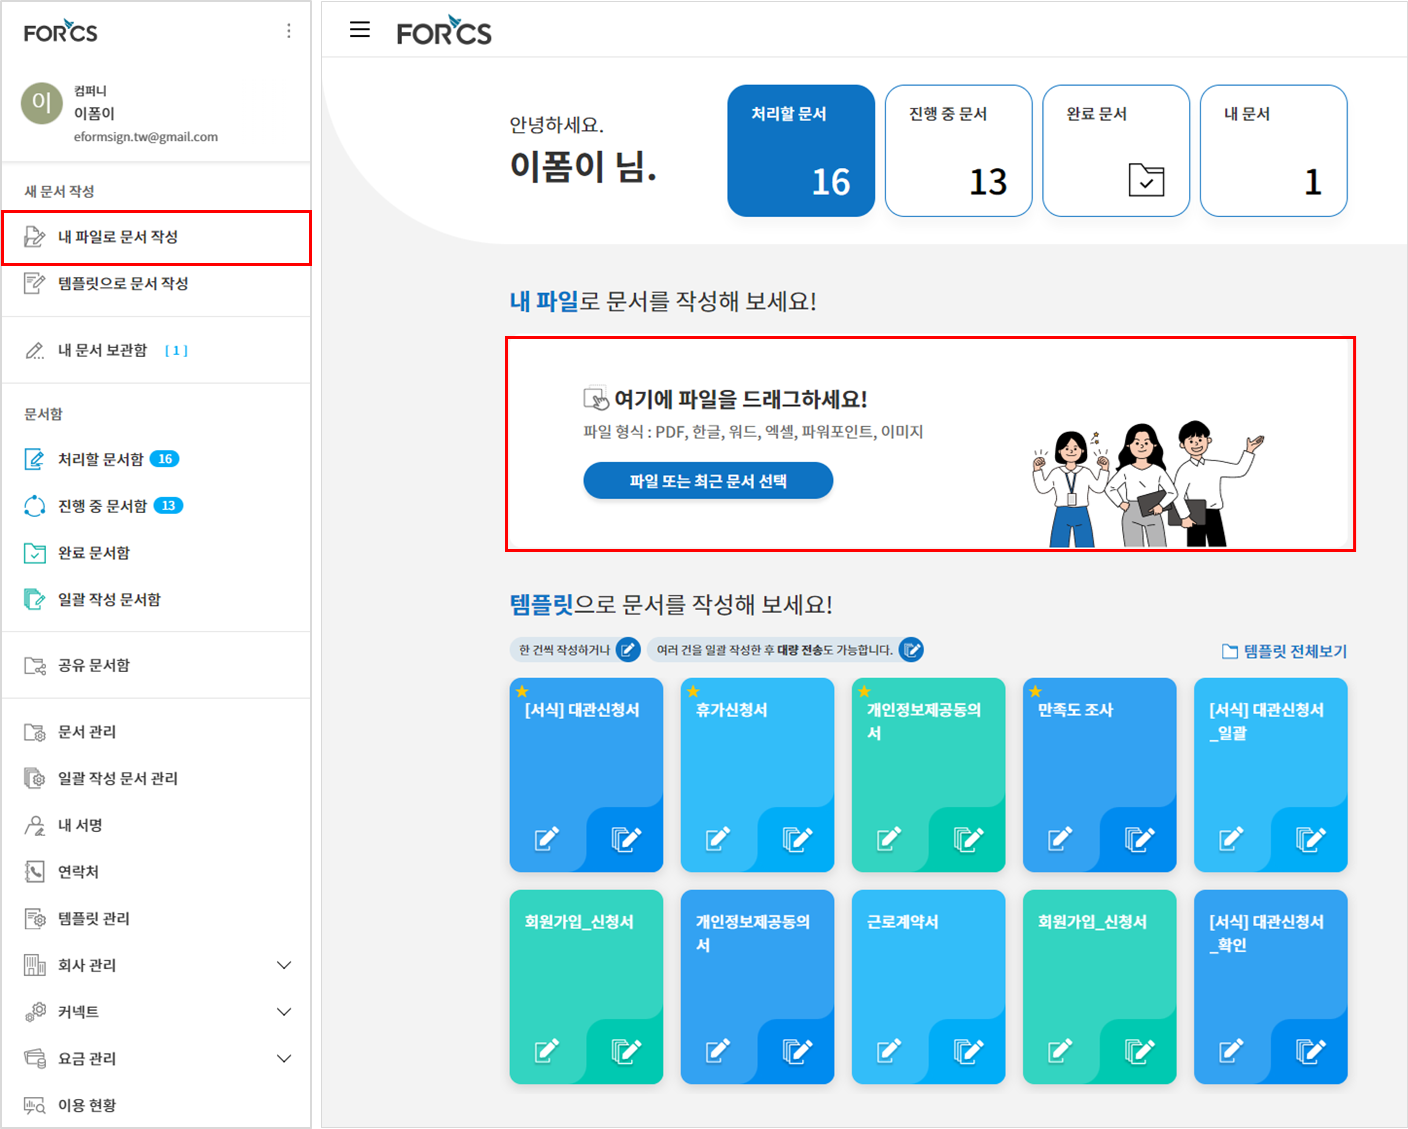 FORCS
이
컴퍼니
이폼이
eformsign.tw@gmail.com
새 문서 작성
내 파일로 문서 작성
템플릿으로 문서 작성
내 문서 보관함 [ 1 ]
문서함
처리할 문서함 16
진행 중 문서함 13
완료 문서함
일괄 작성 문서함
공유 문서함
문서 관리
일괄 작성 문서 관리
내 서명
연락처
템플릿 관리
회사 관리
커넥트
요금 관리
이용 현황
FORCS
안녕하세요.
이폼이 님.
처리할 문서
16
진행 중 문서
13
완료 문서
내 문서
1
내 파일로 문서를 작성해 보세요!
여기에 파일을 드래그하세요!
파일 형식 : PDF, 한글, 워드, 엑셀, 파워포인트, 이미지
파일 또는 최근 문서 선택
템플릿으로 문서를 작성해 보세요!
한 건씩 작성하거나
여러 건을 일괄 작성한 후 대량 전송도 가능합니다.
템플릿 전체보기
[서식] 대관신청서
휴가신청서
개인정보제공동의
서
만족도 조사
[서식] 대관신청서
_일괄
회원가입_신청서
개인정보제공동의
서
근로계약서
회원가입_신청서
[서식] 대관신청서
_확인